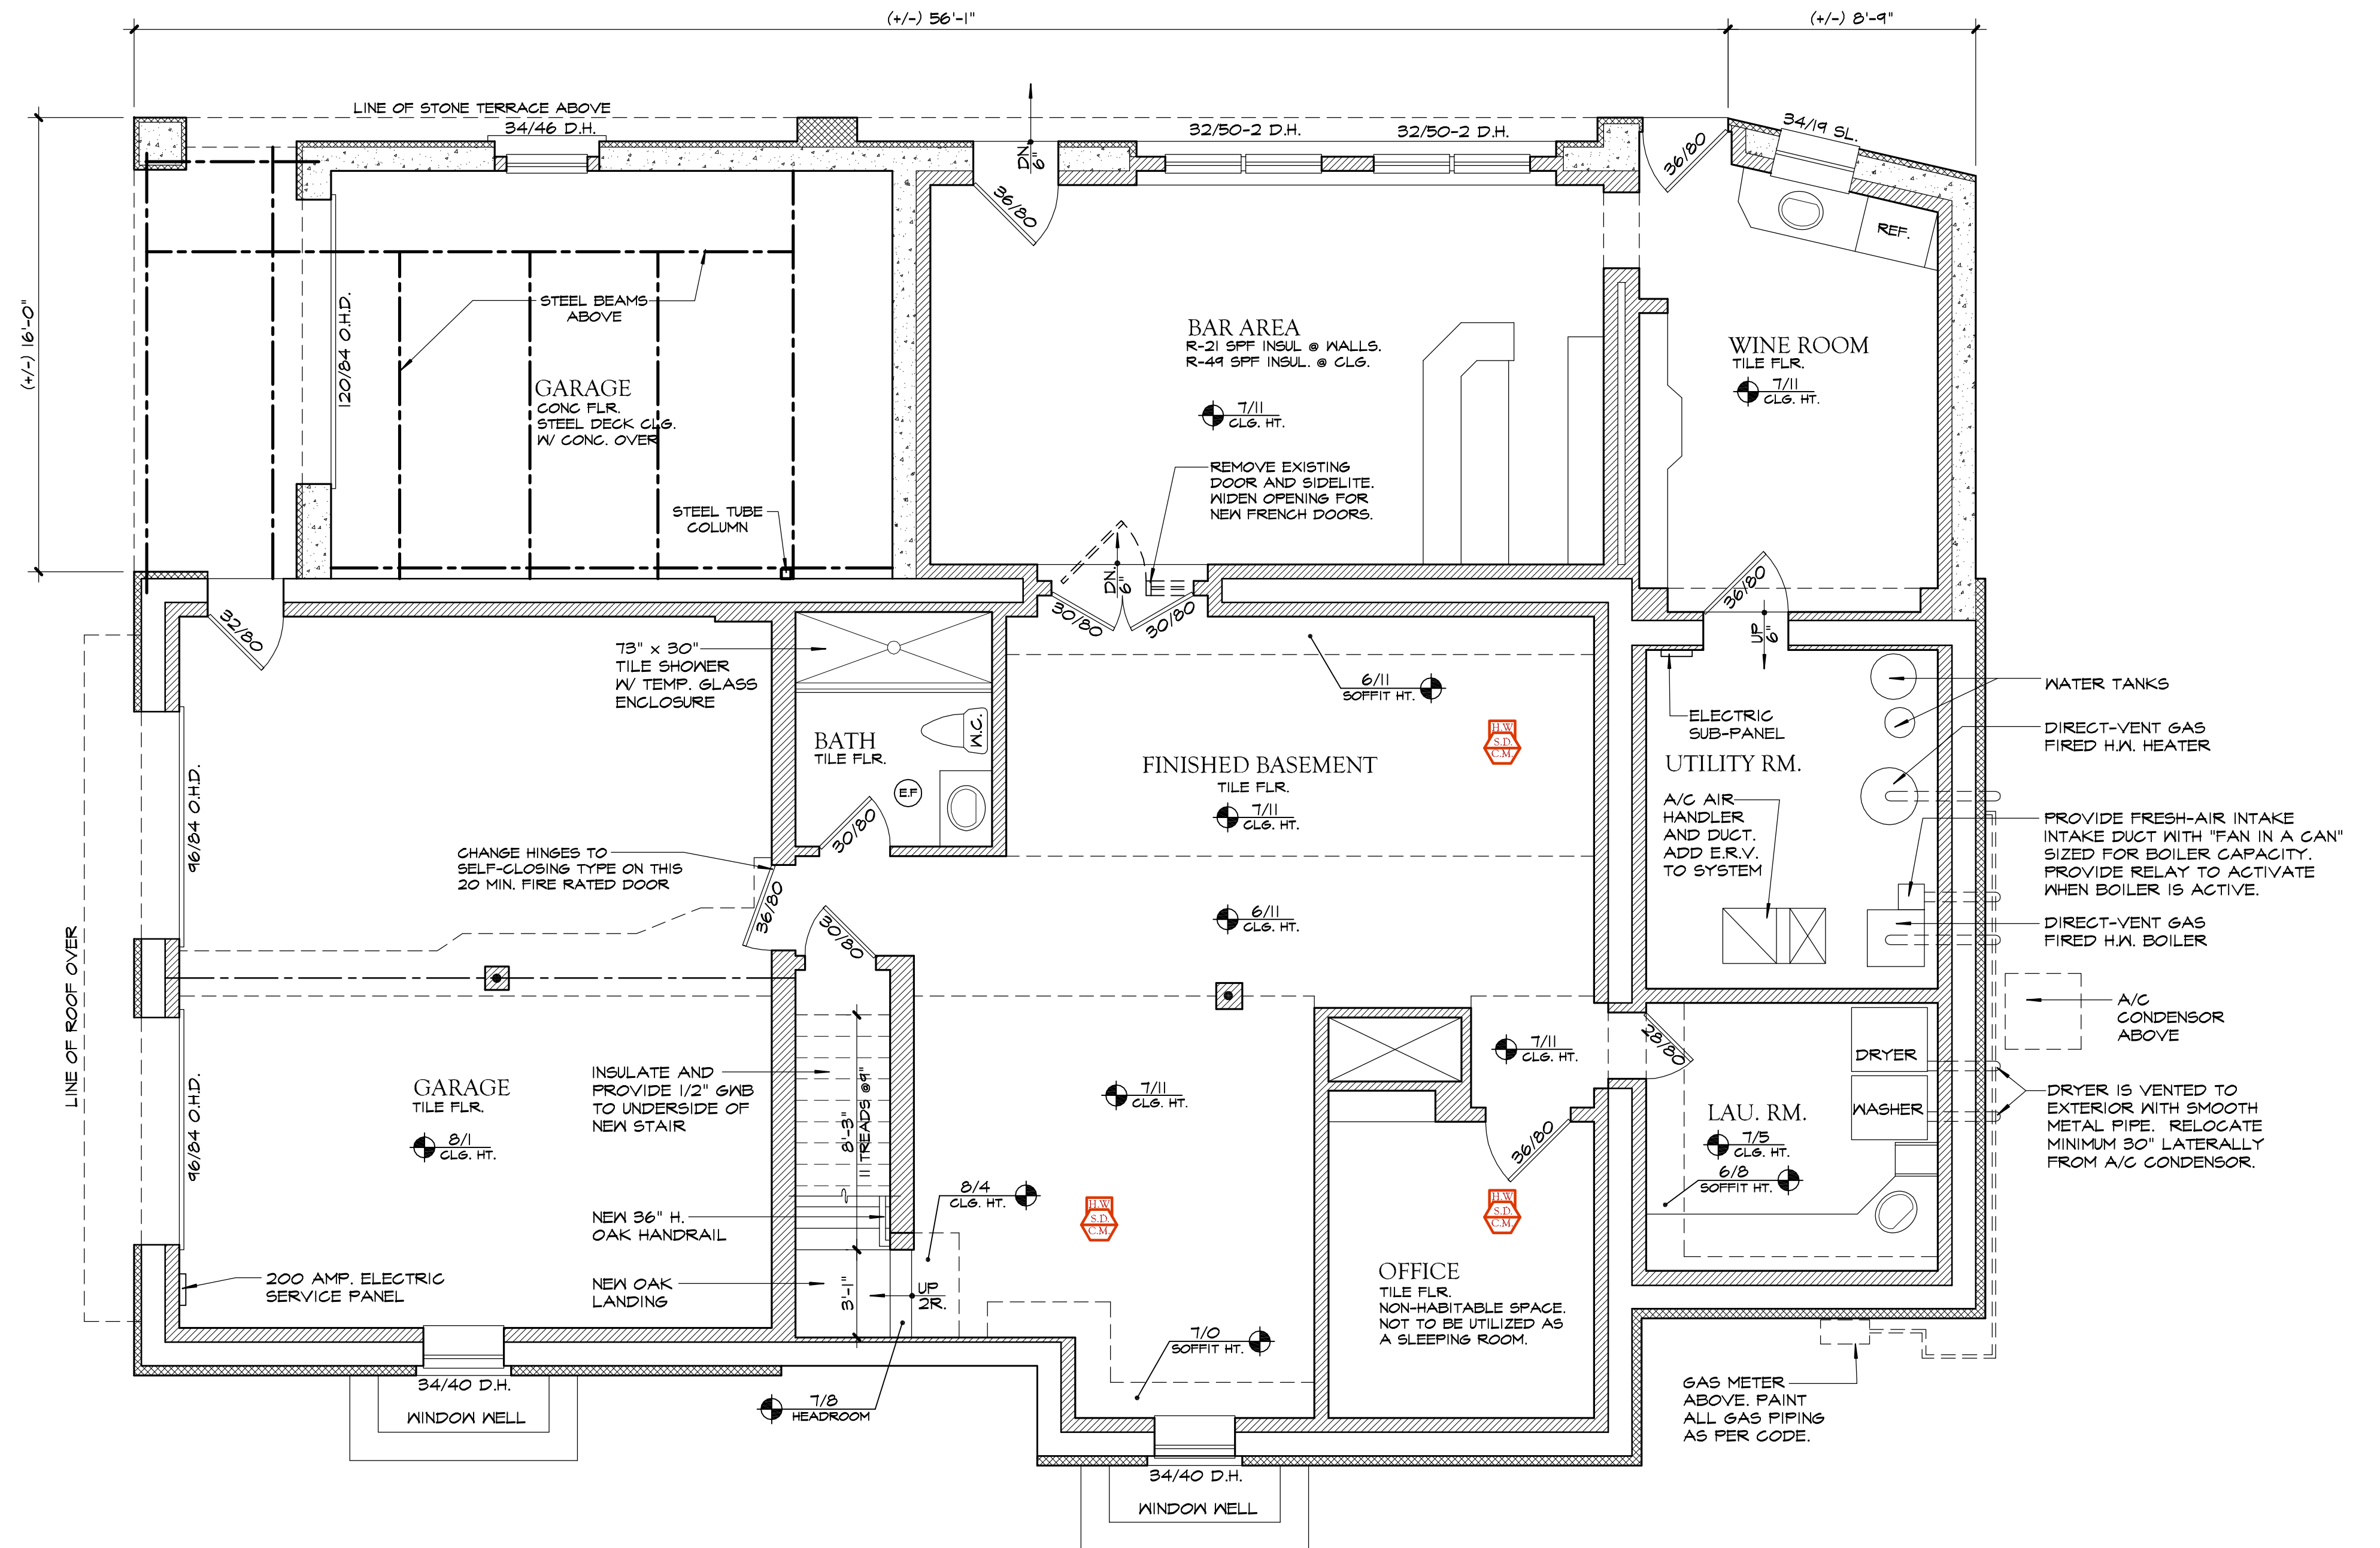 (+/-) 56'-1"
(+/-) 8'-9"
LINE OF STONE TERRACE ABOVE
34/46 D.H.
DN.
6"
32/50-2 D.H.
32/50-2 D.H.
34/19 SL.
36/80
36/80
REF.
(+/-) 16'-0"
120/84 O.H.D.
STEEL BEAMS
ABOVE
GARAGE
CONC FLR.
STEEL DECK CLG.
W/ CONC. OVER
STEEL TUBE
COLUMN
BAR AREA
R-21 SPF INSUL @ WALLS.
R-49 SPF INSUL. @ CLG.
7/11
CLG. HT.
REMOVE EXISTING
DOOR AND SIDELITE.
WIDEN OPENING FOR
NEW FRENCH DOORS.
WINE ROOM
TILE FLR.
7/11
CLG. HT.
DN.
6"
30/80
30/80
36/80
UP
6"
32/80
73" x 30"
TILE SHOWER
W/ TEMP. GLASS
ENCLOSURE
BATH
TILE FLR.
W.C.
E.F
30/80
6/11
SOFFIT HT.
H.W
S.D.
C.M.
FINISHED BASEMENT
TILE FLR.
7/11
CLG. HT.
6/11
CLG. HT.
ELECTRIC
SUB-PANEL
UTILITY RM.
A/C AIR
HANDLER
AND DUCT.
ADD E.R.V.
TO SYSTEM
WATER TANKS
DIRECT-VENT GAS
FIRED H.W. HEATER
PROVIDE FRESH-AIR INTAKE
INTAKE DUCT WITH "FAN IN A CAN"
SIZED FOR BOILER CAPACITY.
PROVIDE RELAY TO ACTIVATE
WHEN BOILER IS ACTIVE.
DIRECT-VENT GAS
FIRED H.W. BOILER
A/C
CONDENSOR
ABOVE
96/84 O.H.D.
CHANGE HINGES TO
SELF-CLOSING TYPE ON THIS
20 MIN. FIRE RATED DOOR
36/80
30/80
LINE OF ROOF OVER
96/84 O.H.D.
GARAGE
TILE FLR.
8/1
CLG. HT.
INSULATE AND
PROVIDE 1/2" GWB
TO UNDERSIDE OF
NEW STAIR
8'-3"
11 TREADS @9"
NEW 36" H.
OAK HANDRAIL
NEW OAK
LANDING
3'-1"
UP
2R.
8/4
CLG. HT.
7/11
CLG. HT.
H.W
S.D.
C.M.
7/11
CLG. HT.
28/80
36/80
H.W
S.D.
C.M.
OFFICE
TILE FLR.
NON-HABITABLE SPACE.
NOT TO BE UTILIZED AS
A SLEEPING ROOM.
DRYER
WASHER
LAU. RM.
7/5
CLG. HT.
6/8
SOFFIT HT.
DRYER IS VENTED TO
EXTERIOR WITH SMOOTH
METAL PIPE. RELOCATE
MINIMUM 30" LATERALLY
FROM A/C CONDENSOR.
200 AMP. ELECTRIC
SERVICE PANEL
7/0
SOFFIT HT.
34/40 D.H.
WINDOW WELL
7/8
HEADROOM
GAS METER
ABOVE. PAINT
ALL GAS PIPING
AS PER CODE.
34/40 D.H.
WINDOW WELL